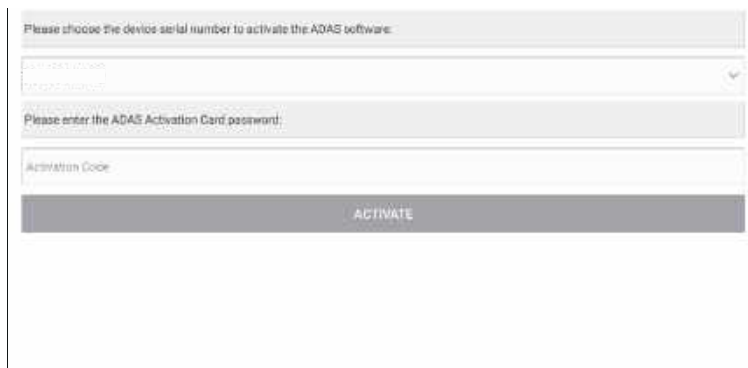 Please choose the device serial number to activate the ADAS software:
Please enter the ADAS Activation Card password:
Activation Code
ACTIVATE